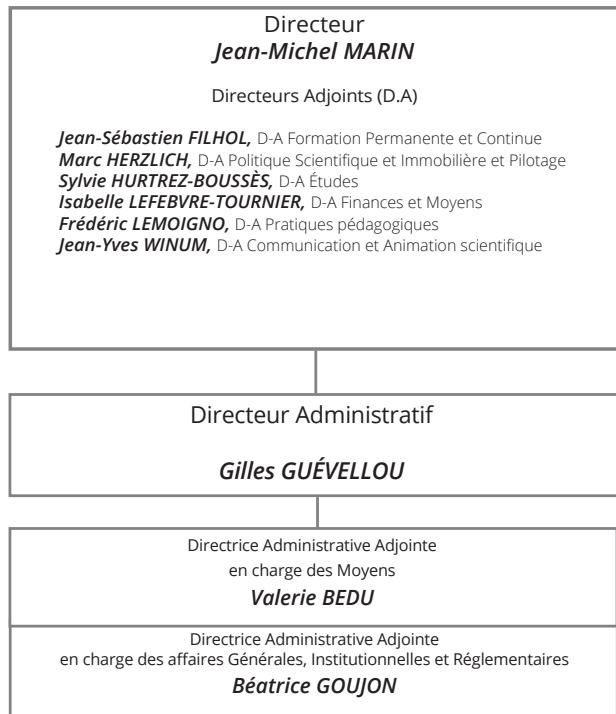 Directeur
Jean-Michel MARIN
Directeurs Adjoints (D.A)
Jean-Sébastien FILHOL, D-A Formation Permanente et Continue
Marc HERZLICH, D-A Politique Scientifique et Immobilière et Pilotage
Sylvie HURTREZ-BOUSSÈS, D-A Études
Isabelle LEFEBVRE-TOURNIER, D-A Finances et Moyens
Frédéric LEMOIGNO, D-A Pratiques pédagogiques
Jean-Yves WINUM, D-A Communication et Animation scientifique
Directeur Administratif
Gilles GUÉVELLOU
Directrice Administrative Adjointe
en charge des Moyens
Valerie BEDU
Directrice Administrative Adjointe
en charge des affaires Générales, Institutionnelles et Réglementaires
Béatrice GOUJON